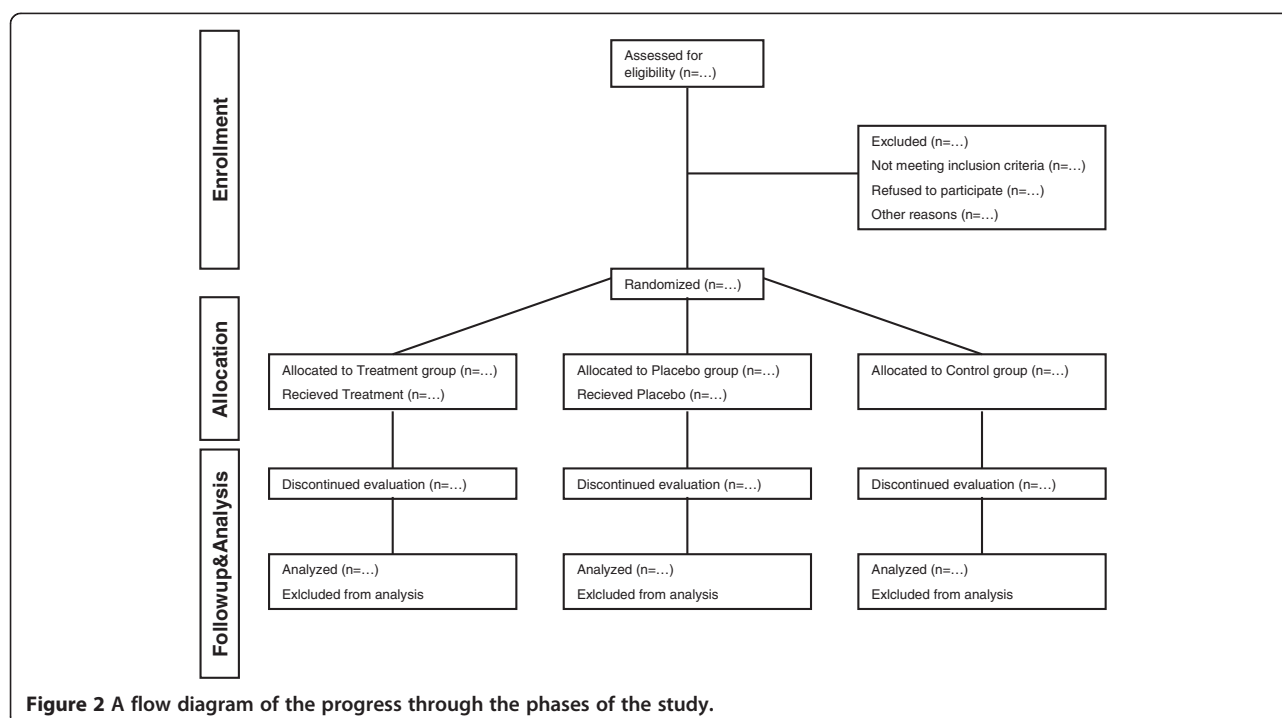 Enrollment
Assessed for
eligibility (n=...)
Excluded (n=...)
Not meeting inclusion criteria (n=...)
Refused to participate (n=...)
Other reasons (n=...)
Randomized (n=...)
Allocation
Allocated to Treatment group (n=...)
Recieved Treatment (n=...)
Allocated to Placebo group (n=...)
Recieved Placebo (n=...)
Allocated to Control group (n=...)
Followup&Analysis
Discontinued evaluation (n=...)
Discontinued evaluation (n=...)
Discontinued evaluation (n=...)
Analyzed (n=...)
Exlcluded from analysis
Analyzed (n=...)
Exlcluded from analysis
Analyzed (n=...)
Exlcluded from analysis
Figure 2 A flow diagram of the progress through the phases of the study.